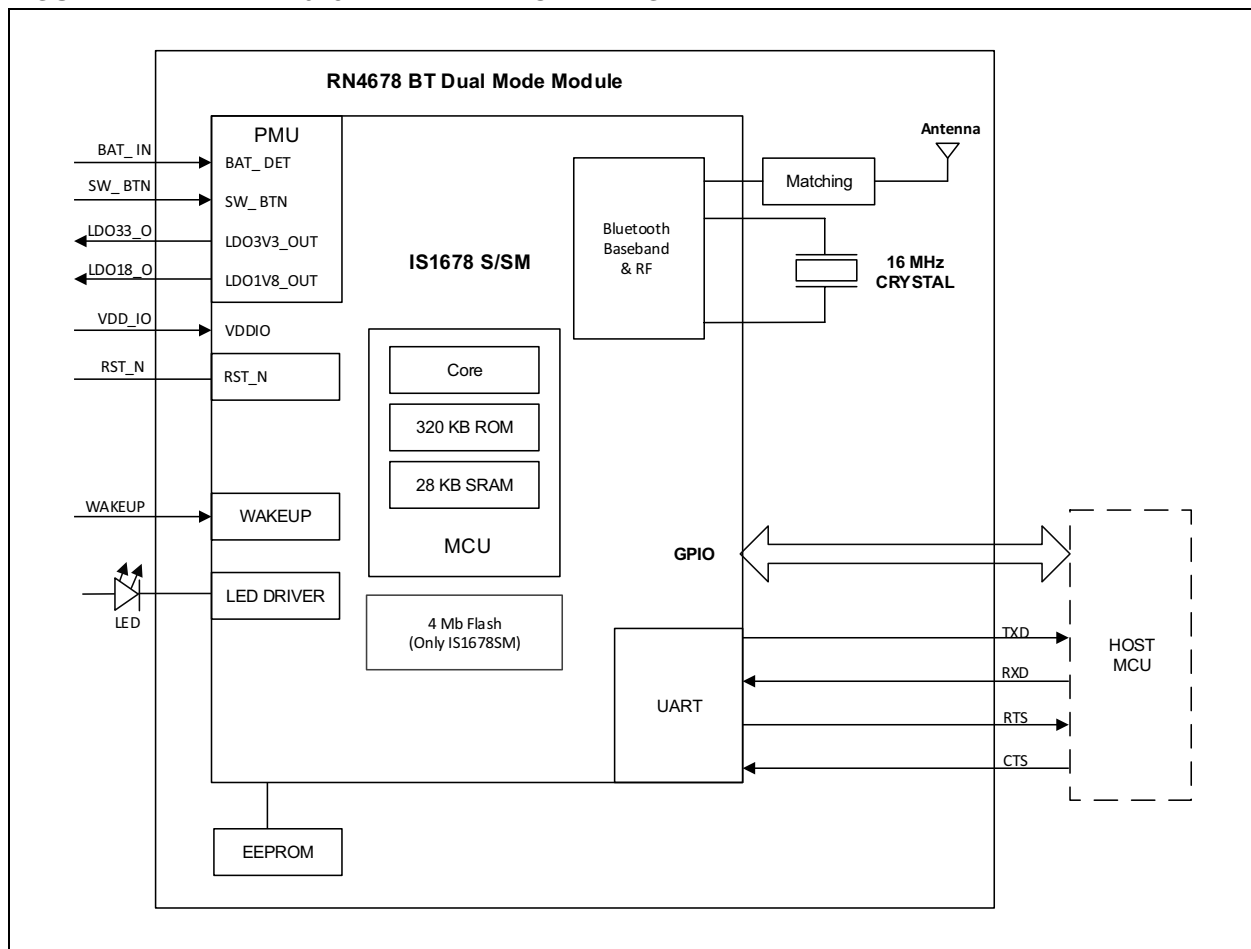 RN4678 BT Dual Mode Module
PMU
BAT_ IN
BAT_ DET
SW_ BTN
SW_ BTN
LDO33_O
LDO3V3_OUT
LDO18_O
LDO1V8_OUT
VDD_IO
VDDIO
RST_N
RST_N
WAKEUP
WAKEUP
LED
LED DRIVER
IS1678 S/SM
Core
320 KB ROM
28 KB SRAM
MCU
4 Mb Flash
(Only IS1678SM)
Bluetooth
Baseband
& RF
Matching
Antenna
16 MHz
CRYSTAL
GPIO
UART
TXD
RXD
RTS
CTS
HOST
MCU
EEPROM